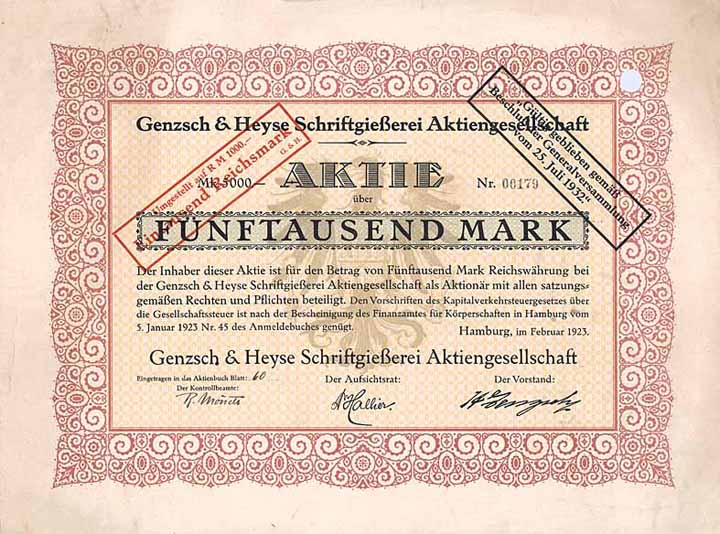 Genzsch & Heyse Schriftgießerei Aktiengesellschaft
Umgestellt auf R M 1000.—
tausend Reichsmark
G. & H.
„Gültig geblieben gemäß
Beschluß der Generalversammlung
vom 25. Juli 1932“
Mk 5000.— AKTIE Nr. 06179
über
FÜNFTAUSEND MARK
Der Inhaber dieser Aktie ist für den Betrag von Fünftausend Mark Reichswährung bei
der Genzsch & Heyse Schriftgießerei Aktiengesellschaft als Aktionär mit allen satzungs-
gemäßen Rechten und Pflichten beteiligt. Den Vorschriften des Kapitalverkehrsteuergesetzes über
die Gesellschaftssteuer ist nach der Bescheinigung des Finanzamtes für Körperschaften in Hamburg vom
5. Januar 1923 Nr. 45 des Anmeldebuches genügt. Hamburg, im Februar 1923.
Genzsch & Heyse Schriftgießerei Aktiengesellschaft
Eingetragen in das Aktienbuch Blatt: 60
Der Kontrollbeamte: Der Aufsichtsrat: Der Vorstand:
Hallier.